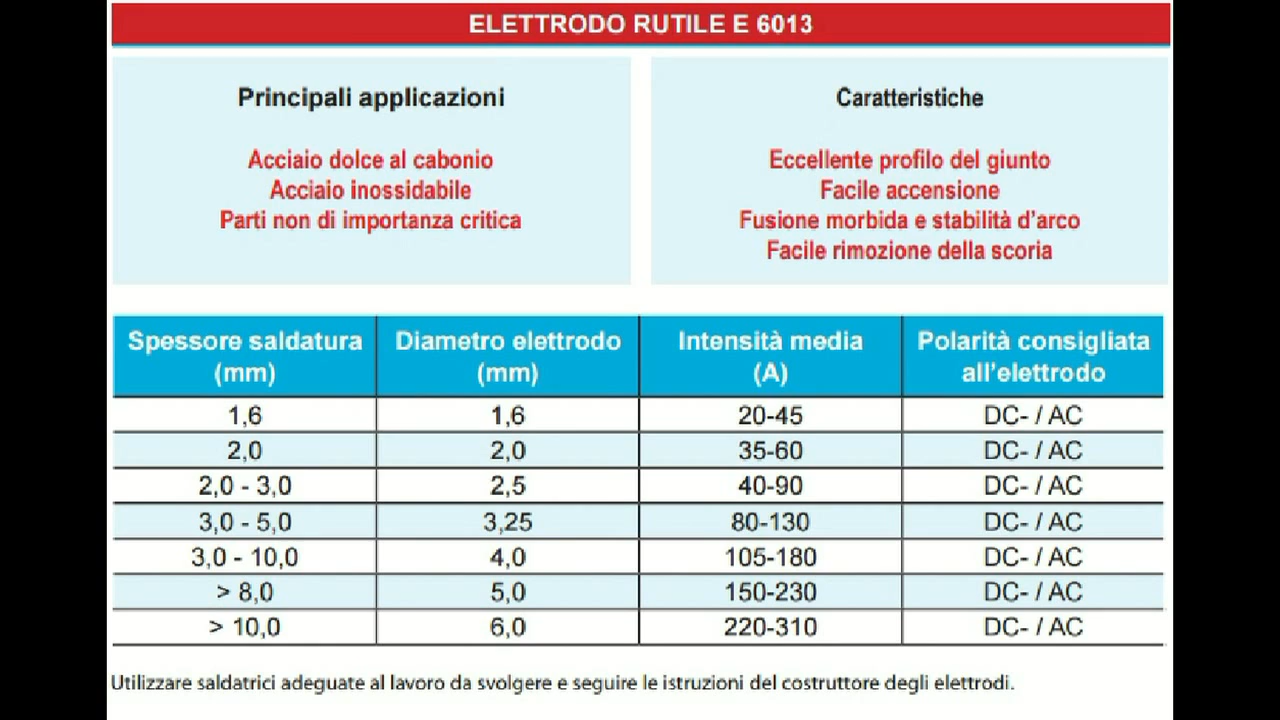 ELETTRODO RUTILE E 6013
Principali applicazioni
Acciaio dolce al cabonio
Acciaio inossidabile
Parti non di importanza critica
Caratteristiche
Eccellente profilo del giunto
Facile accensione
Fusione morbida e stabilità d'arco
Facile rimozione della scoria
Spessore saldatura (mm) Diametro elettrodo (mm) Intensità media (A) Polarità consigliata all'elettrodo
1,6 1,6 20-45 DC- / AC
2,0 2,0 35-60 DC- / AC
2,0 - 3,0 2,5 40-90 DC- / AC
3,0 - 5,0 3,25 80-130 DC- / AC
3,0 - 10,0 4,0 105-180 DC- / AC
> 8,0 5,0 150-230 DC- / AC
> 10,0 6,0 220-310 DC- / AC
Utilizzare saldatrici adeguate al lavoro da svolgere e seguire le istruzioni del costruttore degli elettrodi.